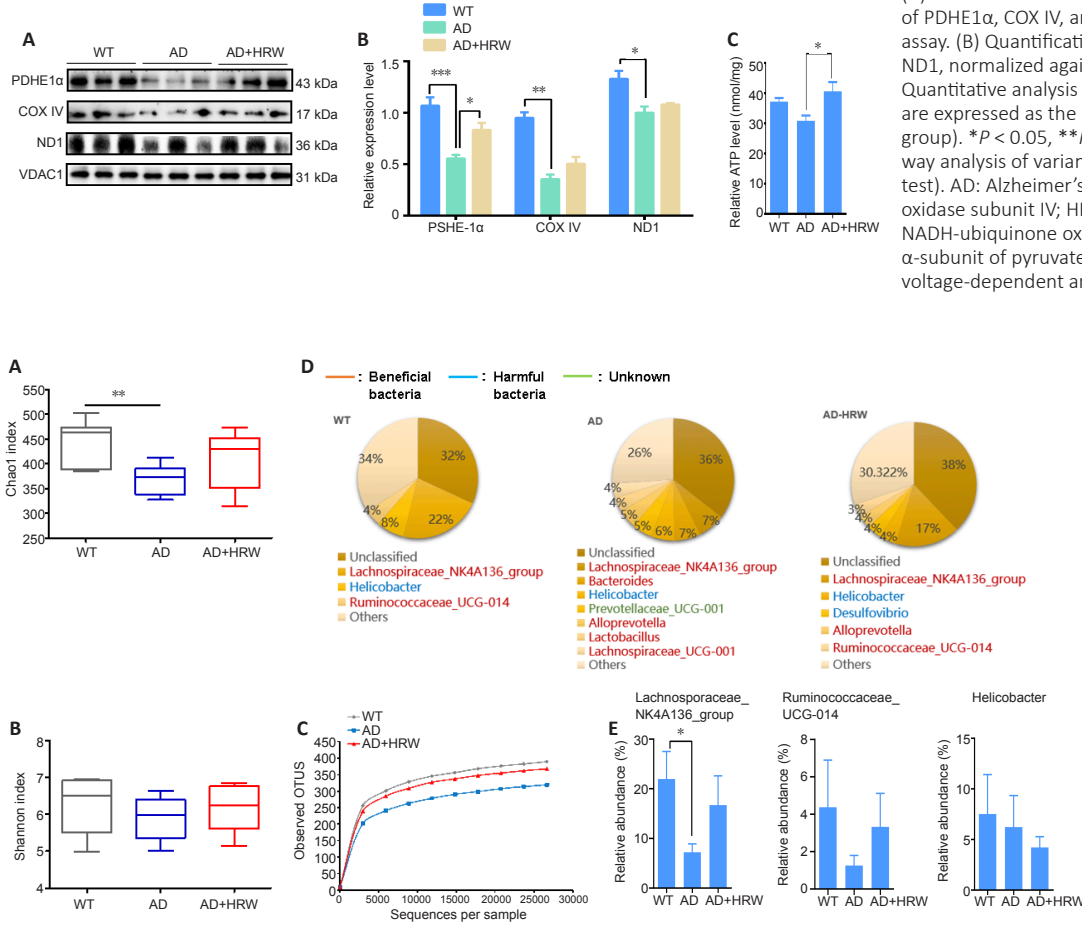 of PDHE1α, COX IV, ar
assay. (B) Quantificati
ND1, normalized agai
Quantitative analysis
are expressed as the
group). *P < 0.05, **
way analysis of varian
test). AD: Alzheimer's
oxidase subunit IV; HI
NADH-ubiquinone ox
α-subunit of pyruvate
voltage-dependent ar
A
WT AD AD+HRW
PDHE1α 43 kDa
COX IV 17 kDa
ND1 36 kDa
VDAC1 31 kDa
B
WT
AD
AD+HRW
Relative expression level
1.5
1.0
0.5
0
*** * ** *
PSHE-1α COX IV ND1
C
Relative ATP level (nmol/mg)
50
40
30
20
10
0
*
WT AD AD+HRW
A
Chao1 index
550
500
450
400
350
300
250
**
WT AD AD+HRW
D
: Beneficial bacteria
: Harmful bacteria
: Unknown
WT
34%
32%
4%
8%
22%
Unclassified
Lachnospiraceae_NK4A136_group
Helicobacter
Ruminococcaceae_UCG-014
Others
AD
26%
36%
4%
4%
5%
5%
6%
7%
7%
Unclassified
Lachnospiraceae_NK4A136_group
Bacteroides
Helicobacter
Prevotellaceae_UCG-001
Alloprevotella
Lactobacillus
Lachnospiraceae_UCG-001
Others
AD-HRW
30.322%
38%
3%
4%
4%
4%
17%
Unclassified
Lachnospiraceae_NK4A136_group
Helicobacter
Desulfovibrio
Alloprevotella
Ruminococcaceae_UCG-014
Others
B
Shannon index
8
7
6
5
4
WT AD AD+HRW
C
WT
AD
AD+HRW
Observed OTUS
450
400
350
300
250
200
150
100
50
0
0 5000 10000 15000 20000 25000 30000
Sequences per sample
E
Lachnosporaceae_
NK4A136_group
Relative abundance (%)
30
20
10
0
*
WT AD AD+HRW
Ruminococcaceae_
UCG-014
Relative abundance (%)
8
6
4
2
0
WT AD AD+HRW
Helicobacter
Relative abundance (%)
15
10
5
0
WT AD AD+HRW